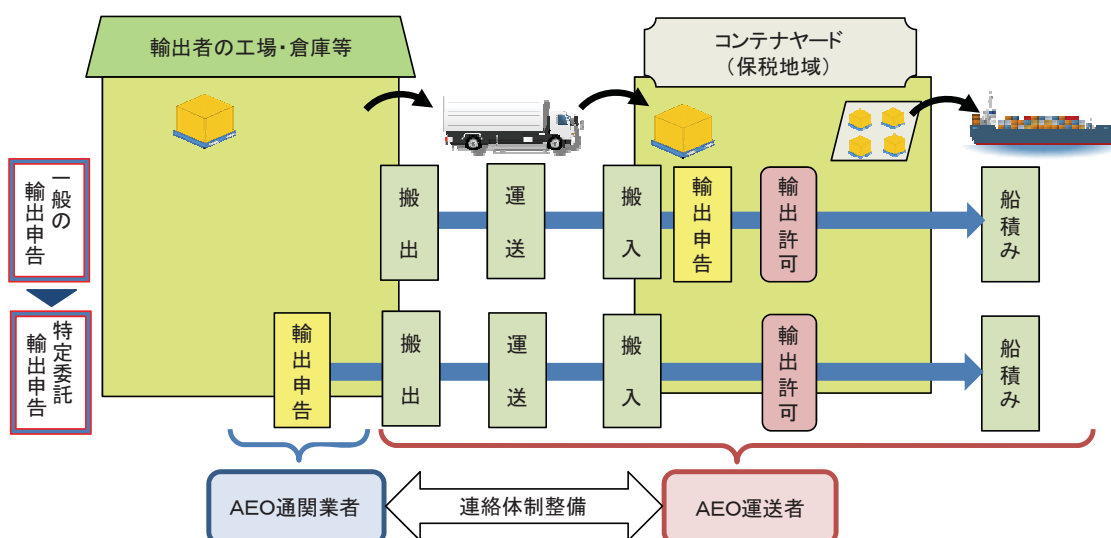 輸出者の工場・倉庫等
コンテナヤード
（保税地域）
一般の
輸出申告
搬出
運送
搬入
輸出申告
輸出許可
船積み
特定委託
輸出申告
輸出申告
搬出
運送
搬入
輸出許可
船積み
AEO通関業者
連絡体制整備
AEO運送者